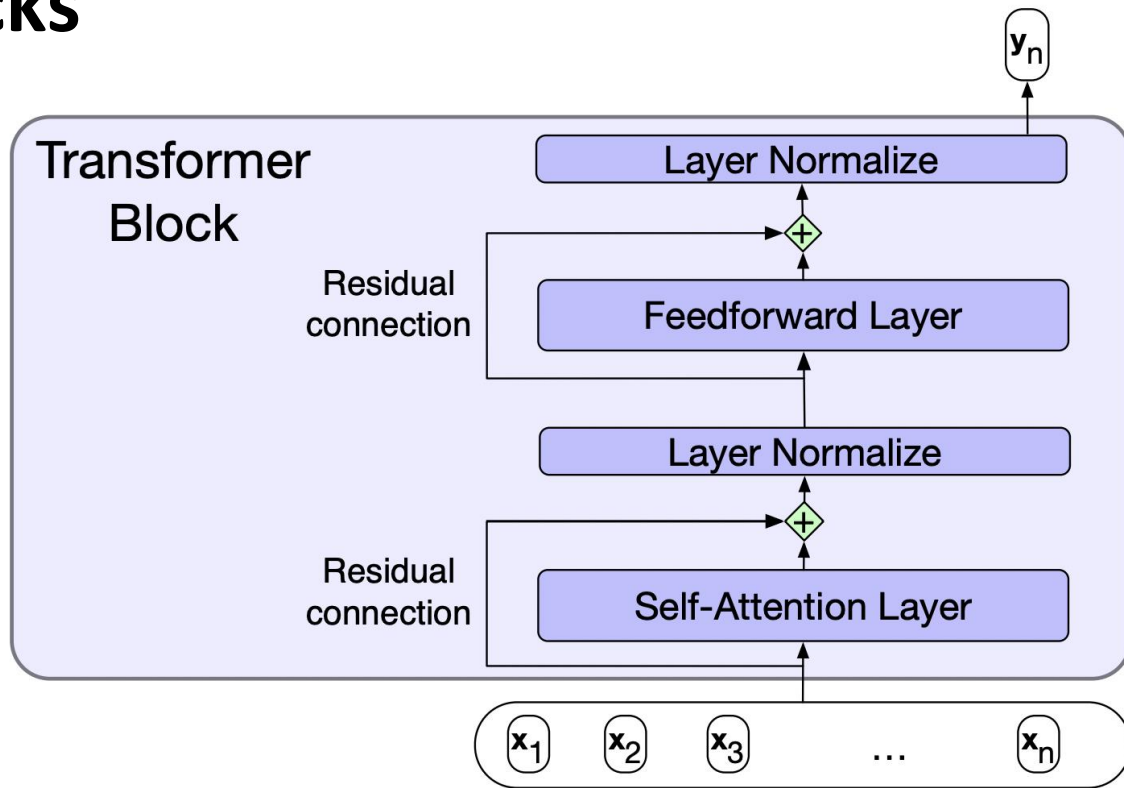 yn
Transformer
Block
Layer Normalize
+
Residual
connection
Feedforward Layer
Layer Normalize
+
Residual
connection
Self-Attention Layer
x1 x2 x3 ... xn